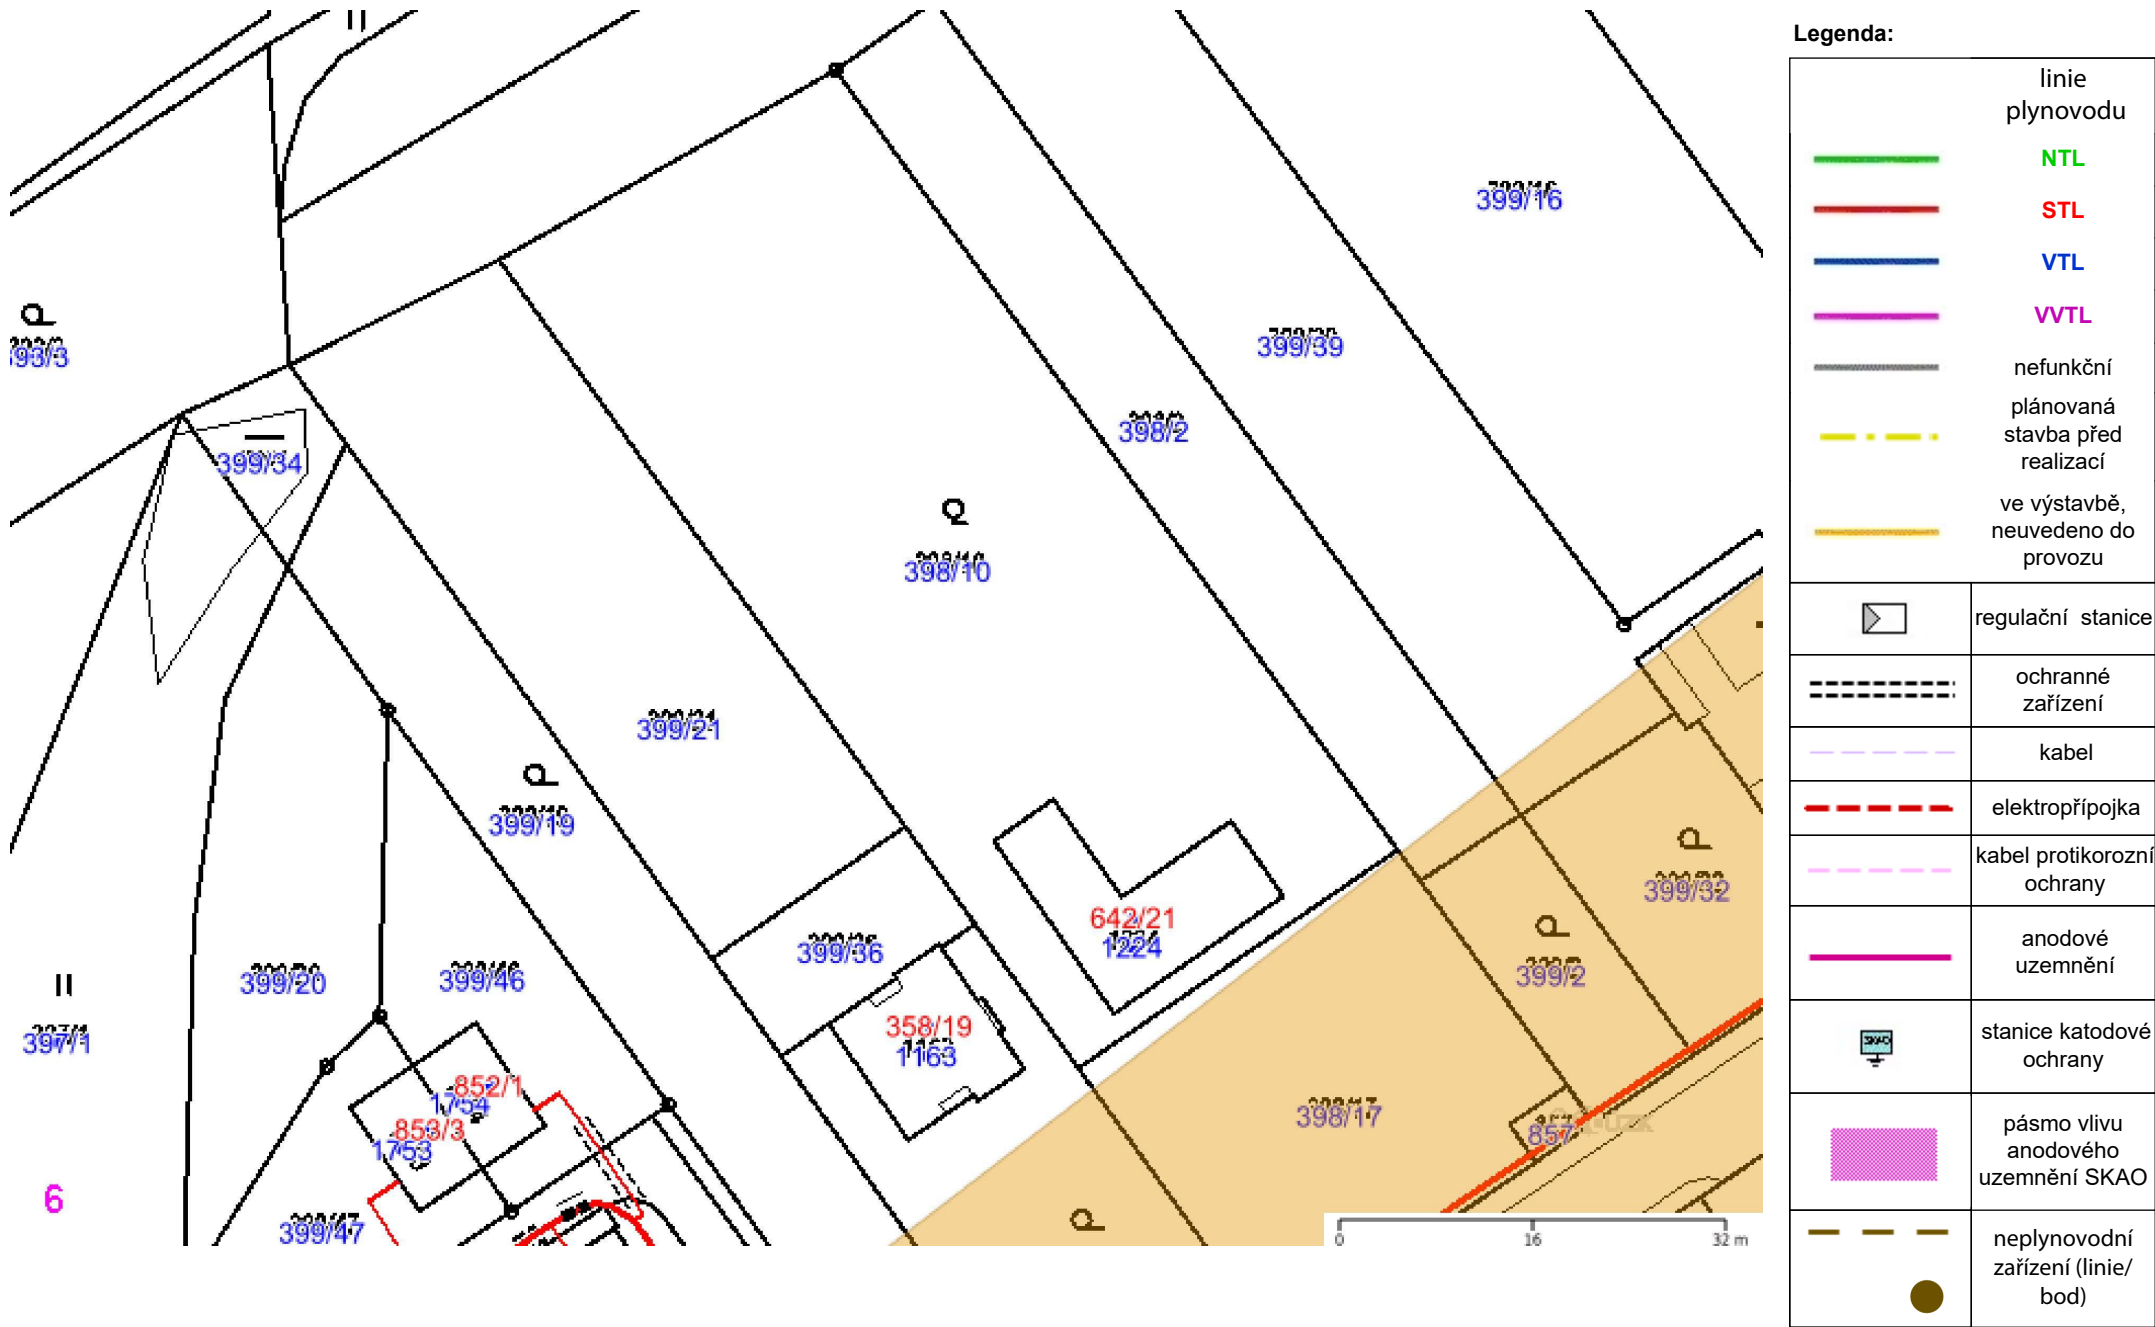 399/16
393/3
399/39
398/2
399/34
398/10
399/21
399/19
399/32
642/21
1224
399/36
399/2
399/20
399/46
358/19
1163
397/1
852/1
1754
853/3
1753
398/17
857
6
399/47
0 16 32 m
Legenda:
linie
plynovodu
NTL
STL
VTL
VVTL
nefunkční
plánovaná
stavba před
realizací
ve výstavbě,
neuvedeno do
provozu
regulační stanice
ochranné
zařízení
kabel
elektropřípojka
kabel protikorozní
ochrany
anodové
uzemnění
SKAO
stanice katodové
ochrany
pásmo vlivu
anodového
uzemnění SKAO
neplynovodní
zařízení (linie/
bod)